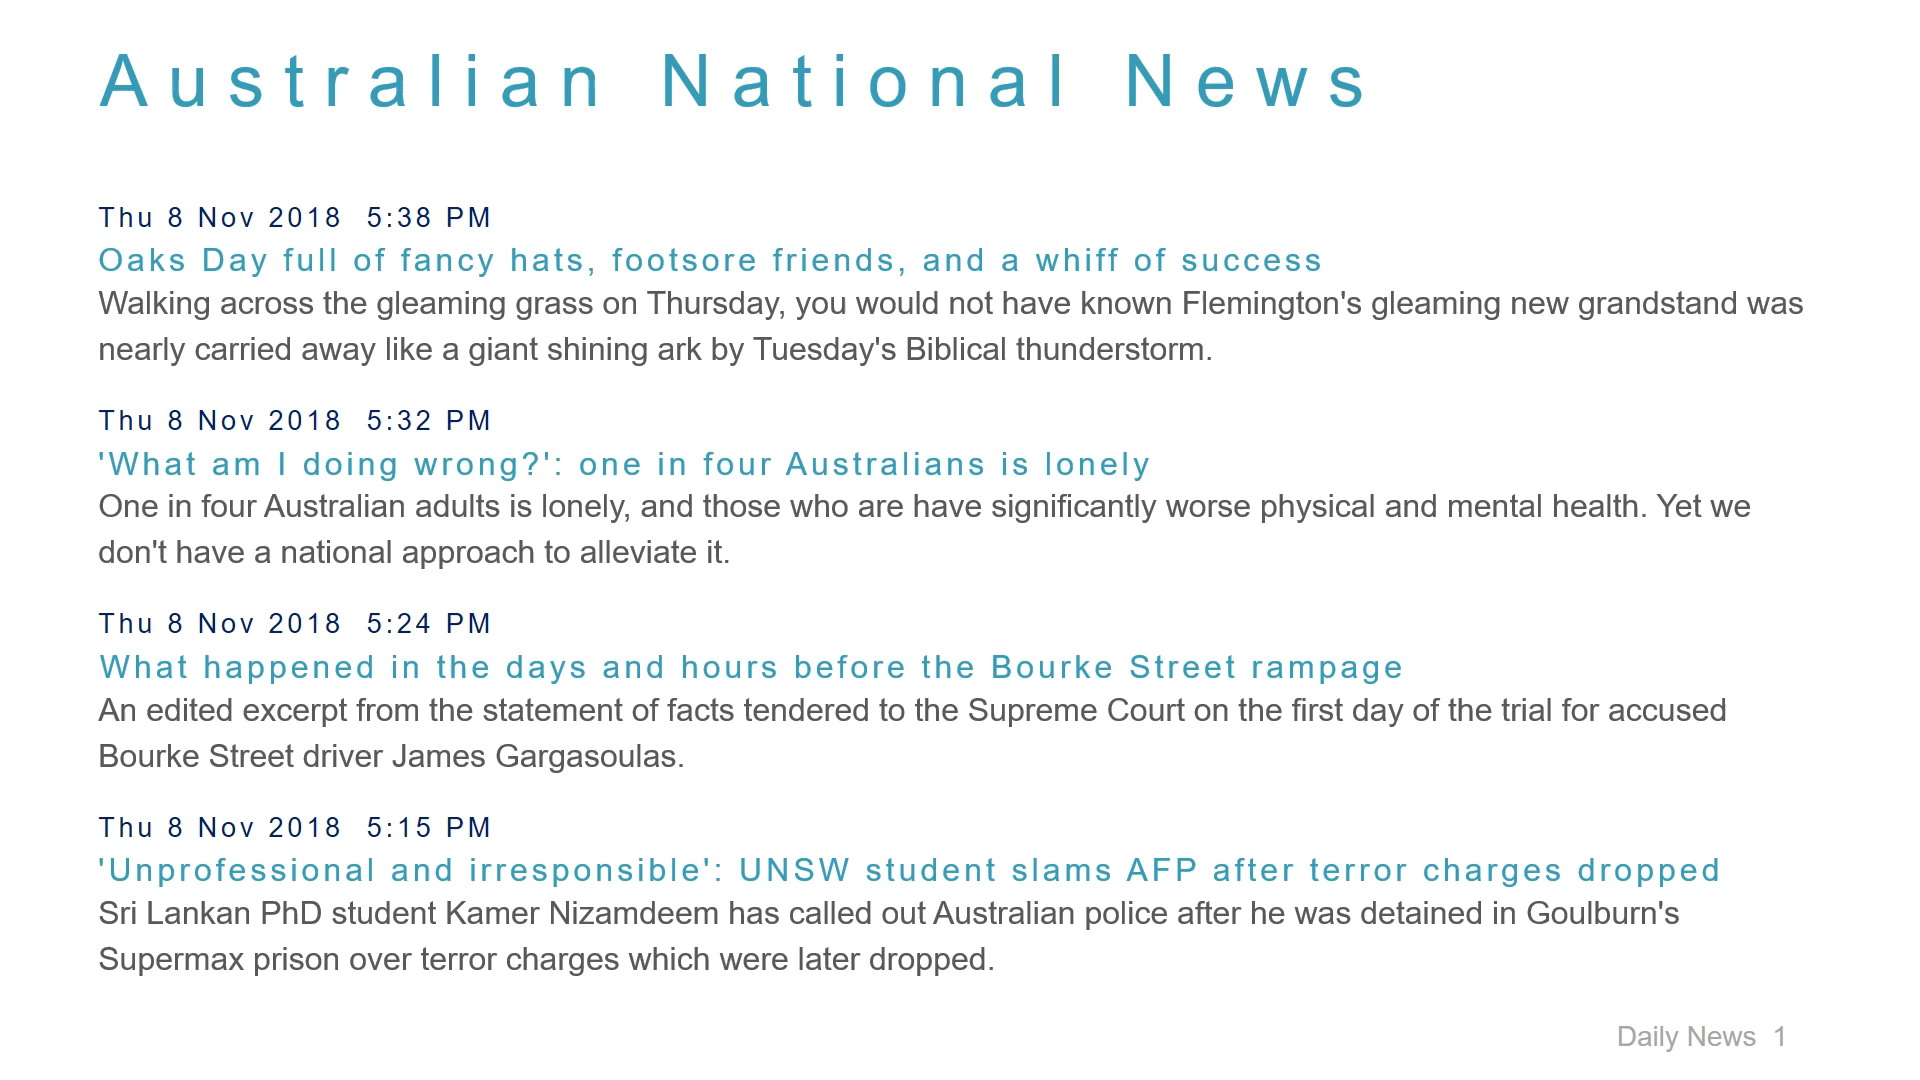 Australian National News
Thu 8 Nov 2018  5:38 PM
Oaks Day full of fancy hats, footsore friends, and a whiff of success
Walking across the gleaming grass on Thursday, you would not have known Flemington's gleaming new grandstand was
nearly carried away like a giant shining ark by Tuesday's Biblical thunderstorm.
Thu 8 Nov 2018  5:32 PM
'What am I doing wrong?': one in four Australians is lonely
One in four Australian adults is lonely, and those who are have significantly worse physical and mental health. Yet we
don't have a national approach to alleviate it.
Thu 8 Nov 2018  5:24 PM
What happened in the days and hours before the Bourke Street rampage
An edited excerpt from the statement of facts tendered to the Supreme Court on the first day of the trial for accused
Bourke Street driver James Gargasoulas.
Thu 8 Nov 2018  5:15 PM
'Unprofessional and irresponsible': UNSW student slams AFP after terror charges dropped
Sri Lankan PhD student Kamer Nizamdeem has called out Australian police after he was detained in Goulburn's
Supermax prison over terror charges which were later dropped.
Daily News  1